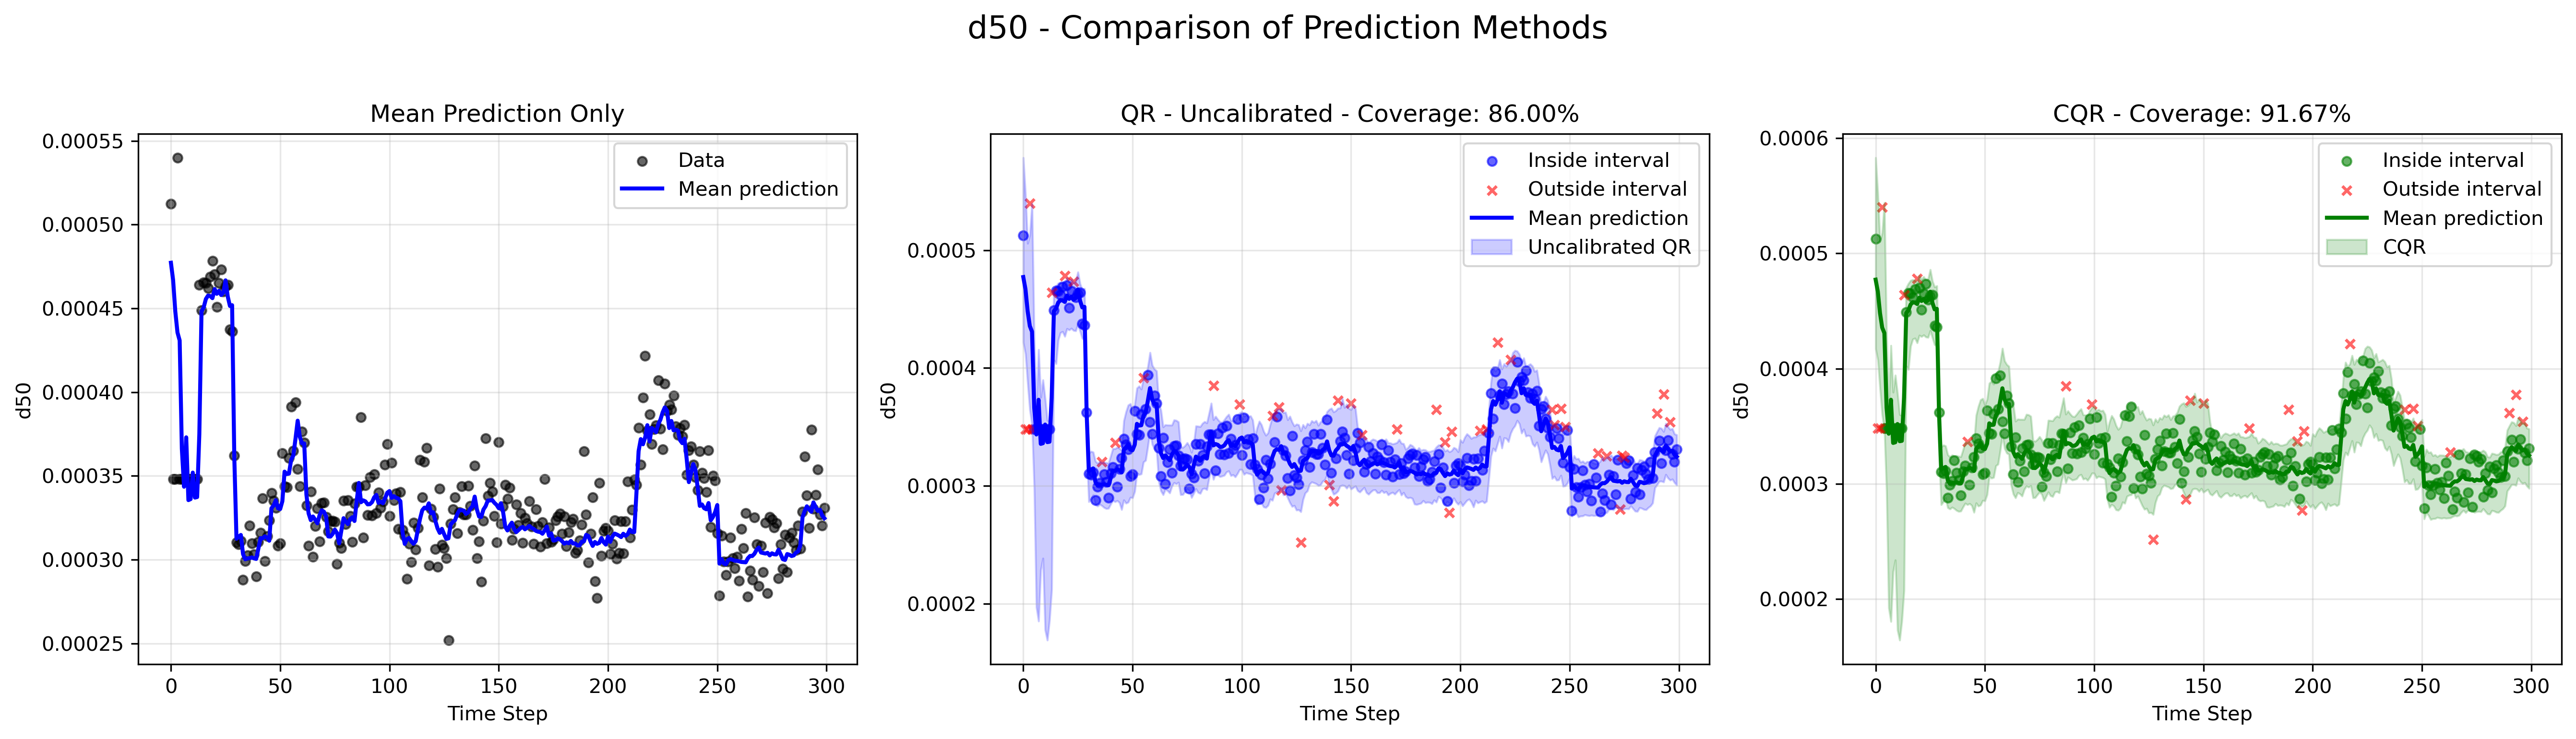 d50 - Comparison of Prediction Methods
Mean Prediction Only
0.00055
0.00050
0.00045
0.00040
0.00035
0.00030
0.00025
d50
0
50
100
150
200
250
300
Time Step
Data
Mean prediction
QR - Uncalibrated - Coverage: 86.00%
0.0005
0.0004
0.0003
0.0002
d50
0
50
100
150
200
250
300
Time Step
Inside interval
Outside interval
Mean prediction
Uncalibrated QR
CQR - Coverage: 91.67%
0.0006
0.0005
0.0004
0.0003
0.0002
d50
0
50
100
150
200
250
300
Time Step
Inside interval
Outside interval
Mean prediction
CQR